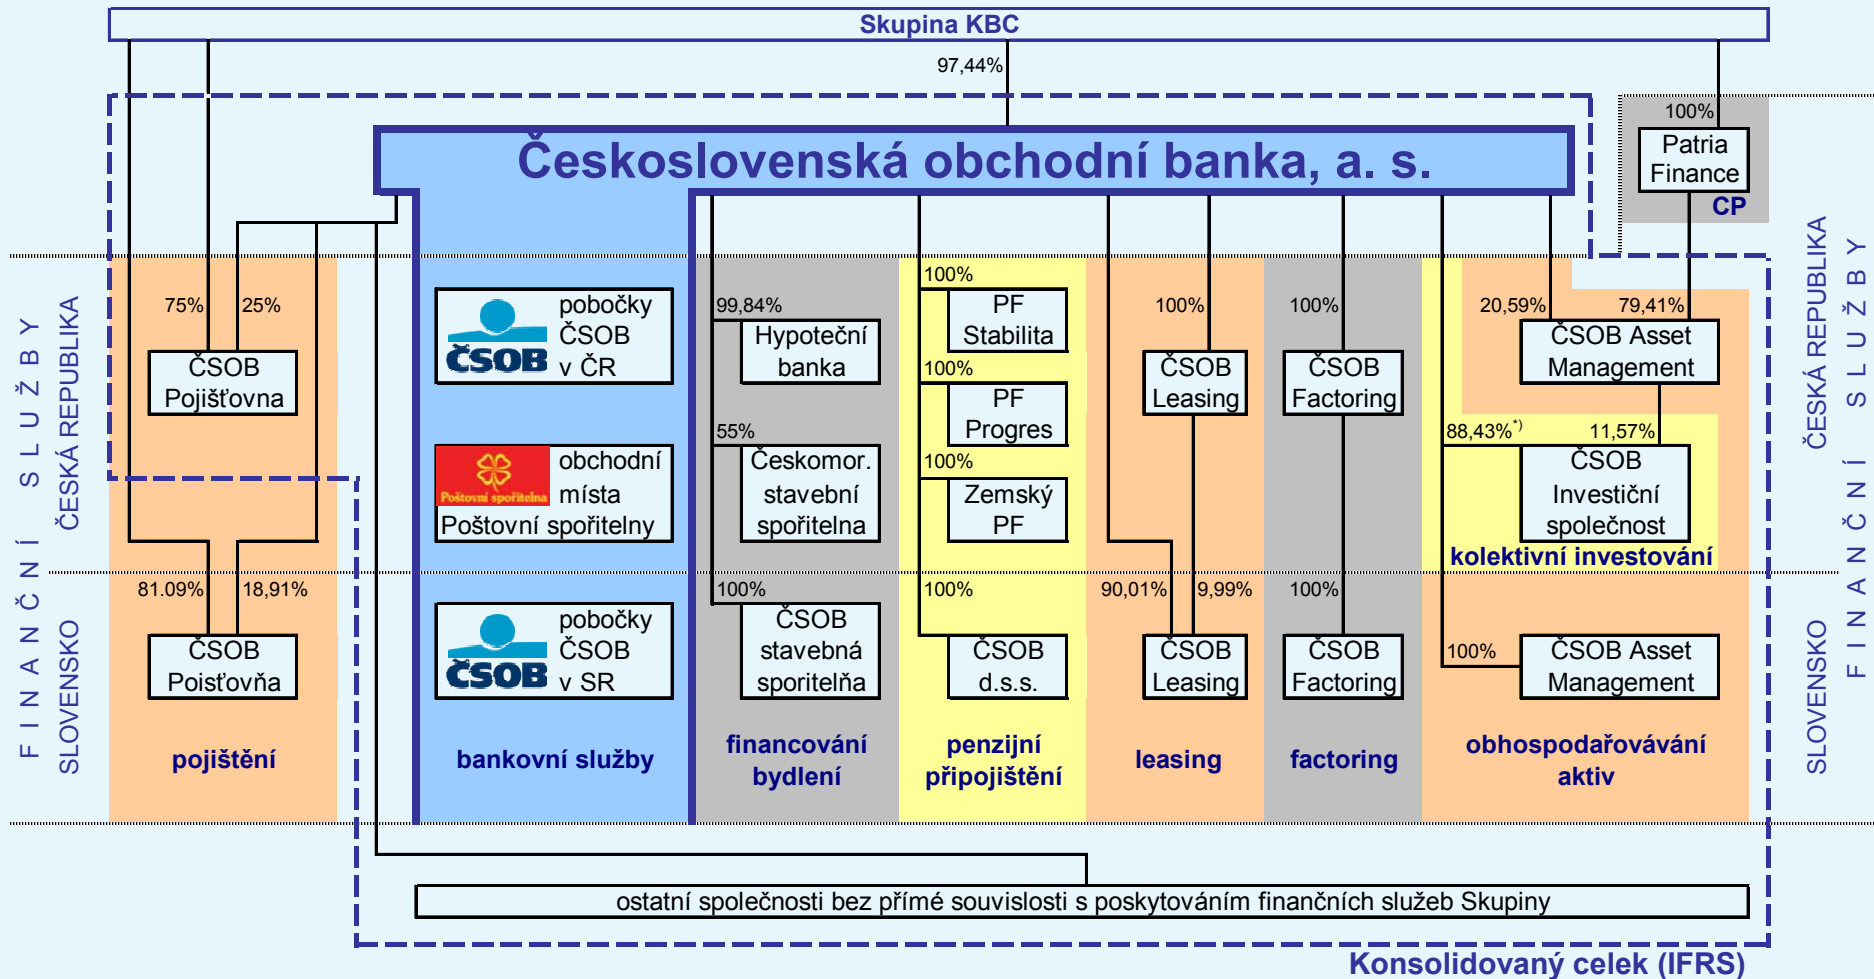 Skupina KBC
97,44%
100%
Patria
Finance
CP
Československá obchodní banka, a. s.
FINANČNÍ SLUŽBY
ČESKÁ REPUBLIKA
SLOVENSKO
75%
25%
ČSOB
Pojišťovna
81.09%
18,91%
ČSOB
Poisťovňa
pojištění
ČSOB
pobočky
ČSOB
v ČR
Poštovní spořitelna
obchodní
místa
Poštovní spořitelny
ČSOB
pobočky
ČSOB
v SR
bankovní služby
99,84%
Hypoteční
banka
55%
Českomor.
stavební
spořitelna
100%
ČSOB
stavebná
sporitelňa
financování
bydlení
100%
PF
Stabilita
100%
PF
Progres
100%
Zemský
PF
100%
ČSOB
d.s.s.
penzijní
připojištění
100%
ČSOB
Leasing
90,01%
9,99%
ČSOB
Leasing
leasing
100%
ČSOB
Factoring
100%
ČSOB
Factoring
factoring
20,59%
79,41%
ČSOB Asset
Management
88,43%*)
11,57%
ČSOB
Investiční
společnost
kolektivní investování
100%
ČSOB Asset
Management
obhospodařovávání
aktiv
ČESKÁ REPUBLIKA
SLOVENSKO
FINANČNÍ SLUŽBY
ostatní společnosti bez přímé souvislosti s poskytováním finančních služeb Skupiny
Konsolidovaný celek (IFRS)